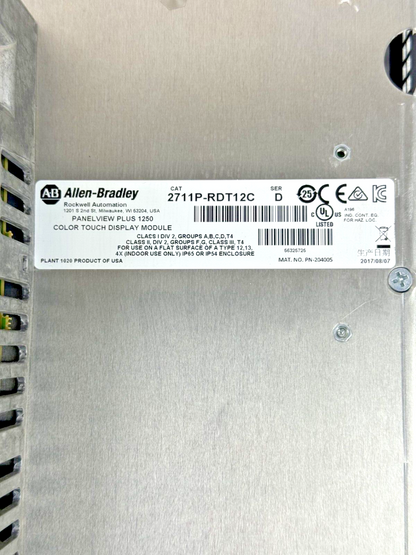 AB Allen-Bradley
Rockwell Automation
1201 S 2nd St, Milwaukee, WI 53204, USA
PANELVIEW PLUS 1250
COLOR TOUCH DISPLAY MODULE
CAT
2711P-RDT12C
SER
D
25
CE
C UL US
LISTED
IND. CONT. EQ.
FOR HAZ. LOC.
CLASS I DIV 2, GROUPS A,B,C,D,T4
CLASS II, DIV 2, GROUPS F,G, CLASS III, T4
FOR USE ON A FLAT SURFACE OF A TYPE 12,13,
4X (INDOOR USE ONLY) IP65 OR IP54 ENCLOSURE
PLANT 1020 PRODUCT OF USA
MAT. NO. PN-204005
生产日期
2017/08/07